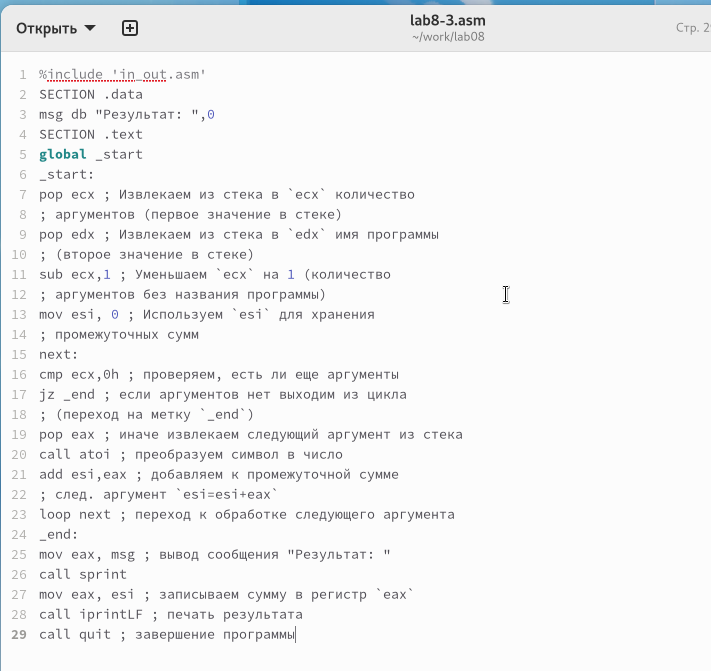 Открыть
lab8-3.asm
~/work/lab08
Стр. 2
1 %include 'in_out.asm'
2 SECTION .data
3 msg db "Результат: ",0
4 SECTION .text
5 global _start
6 _start:
7 pop ecx ; Извлекаем из стека в `ecx` количество
8 ; аргументов (первое значение в стеке)
9 pop edx ; Извлекаем из стека в `edx` имя программы
10 ; (второе значение в стеке)
11 sub ecx,1 ; Уменьшаем `ecx` на 1 (количество
12 ; аргументов без названия программы)
13 mov esi, 0 ; Используем `esi` для хранения
14 ; промежуточных сумм
15 next:
16 cmp ecx,0h ; проверяем, есть ли еще аргументы
17 jz _end ; если аргументов нет выходим из цикла
18 ; (переход на метку `_end`)
19 pop eax ; иначе извлекаем следующий аргумент из стека
20 call atoi ; преобразуем символ в число
21 add esi,eax ; добавляем к промежуточной сумме
22 ; след. аргумент `esi=esi+eax`
23 loop next ; переход к обработке следующего аргумента
24 _end:
25 mov eax, msg ; вывод сообщения "Результат: "
26 call sprint
27 mov eax, esi ; записываем сумму в регистр `eax`
28 call iprintLF ; печать результата
29 call quit ; завершение программы